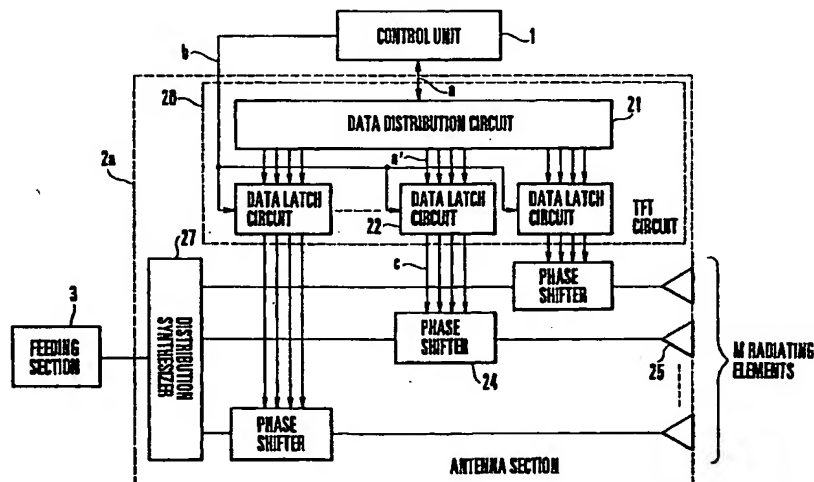 CONTROL UNIT
1
b
a
28
DATA DISTRIBUTION CIRCUIT
21
2a
a'
DATA LATCH
CIRCUIT
DATA LATCH
CIRCUIT
22
DATA LATCH
CIRCUIT
TFT
CIRCUIT
27
c
PHASE
SHIFTER
3
FEEDING
SECTION
DISTRIBUTION
SYNTHESIZER
PHASE
SHIFTER
24
25
M RADIATING
ELEMENTS
PHASE
SHIFTER
ANTENNA SECTION